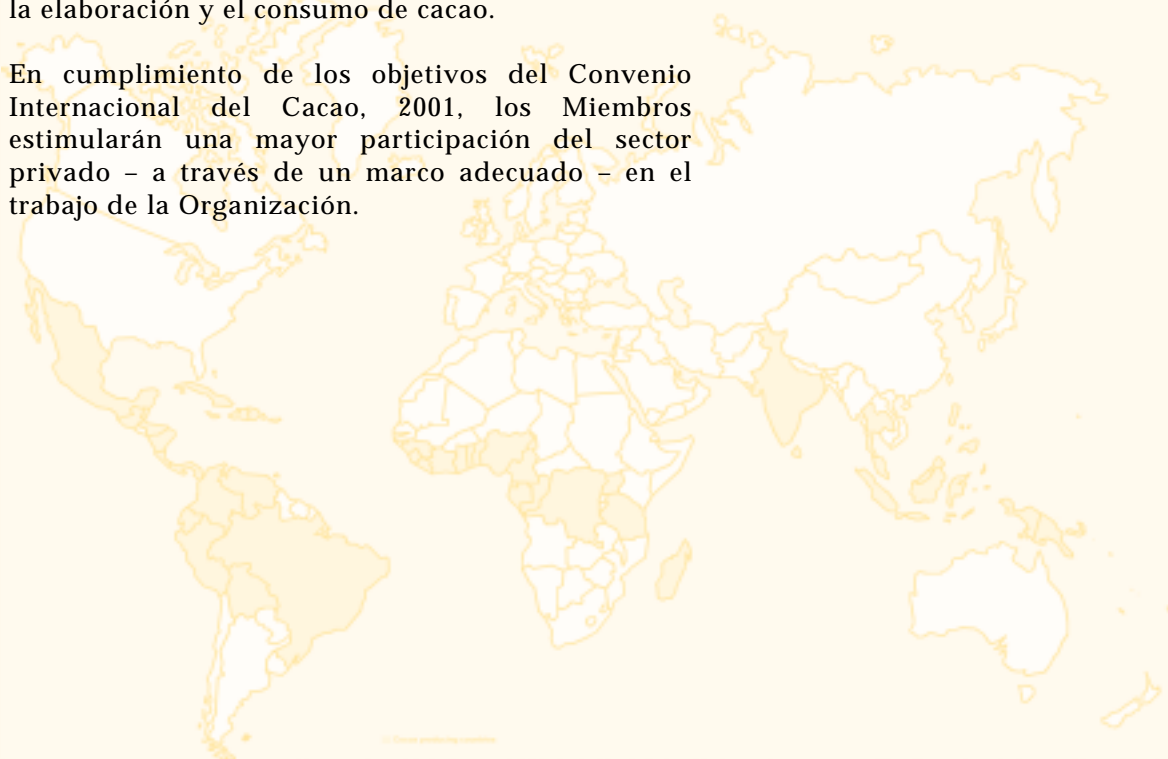 la elaboración y el consumo de cacao.
En cumplimiento de los objetivos del Convenio
Internacional del Cacao, 2001, los Miembros
estimularán una mayor participación del sector
privado – a través de un marco adecuado – en el
trabajo de la Organización.